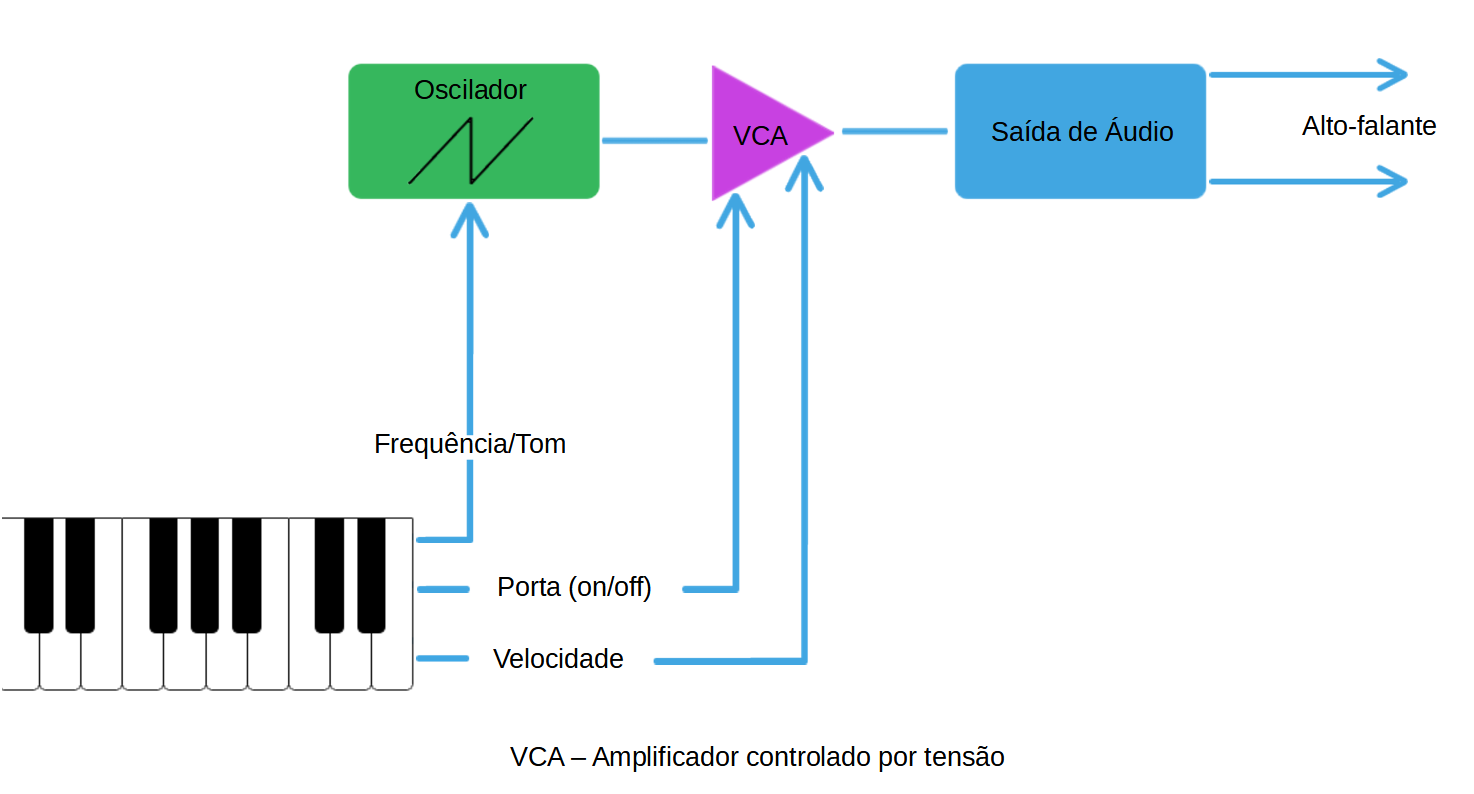 Oscilador
VCA
Saída de Áudio
Alto-falante
Frequência/Tom
Porta (on/off)
Velocidade
VCA – Amplificador controlado por tensão